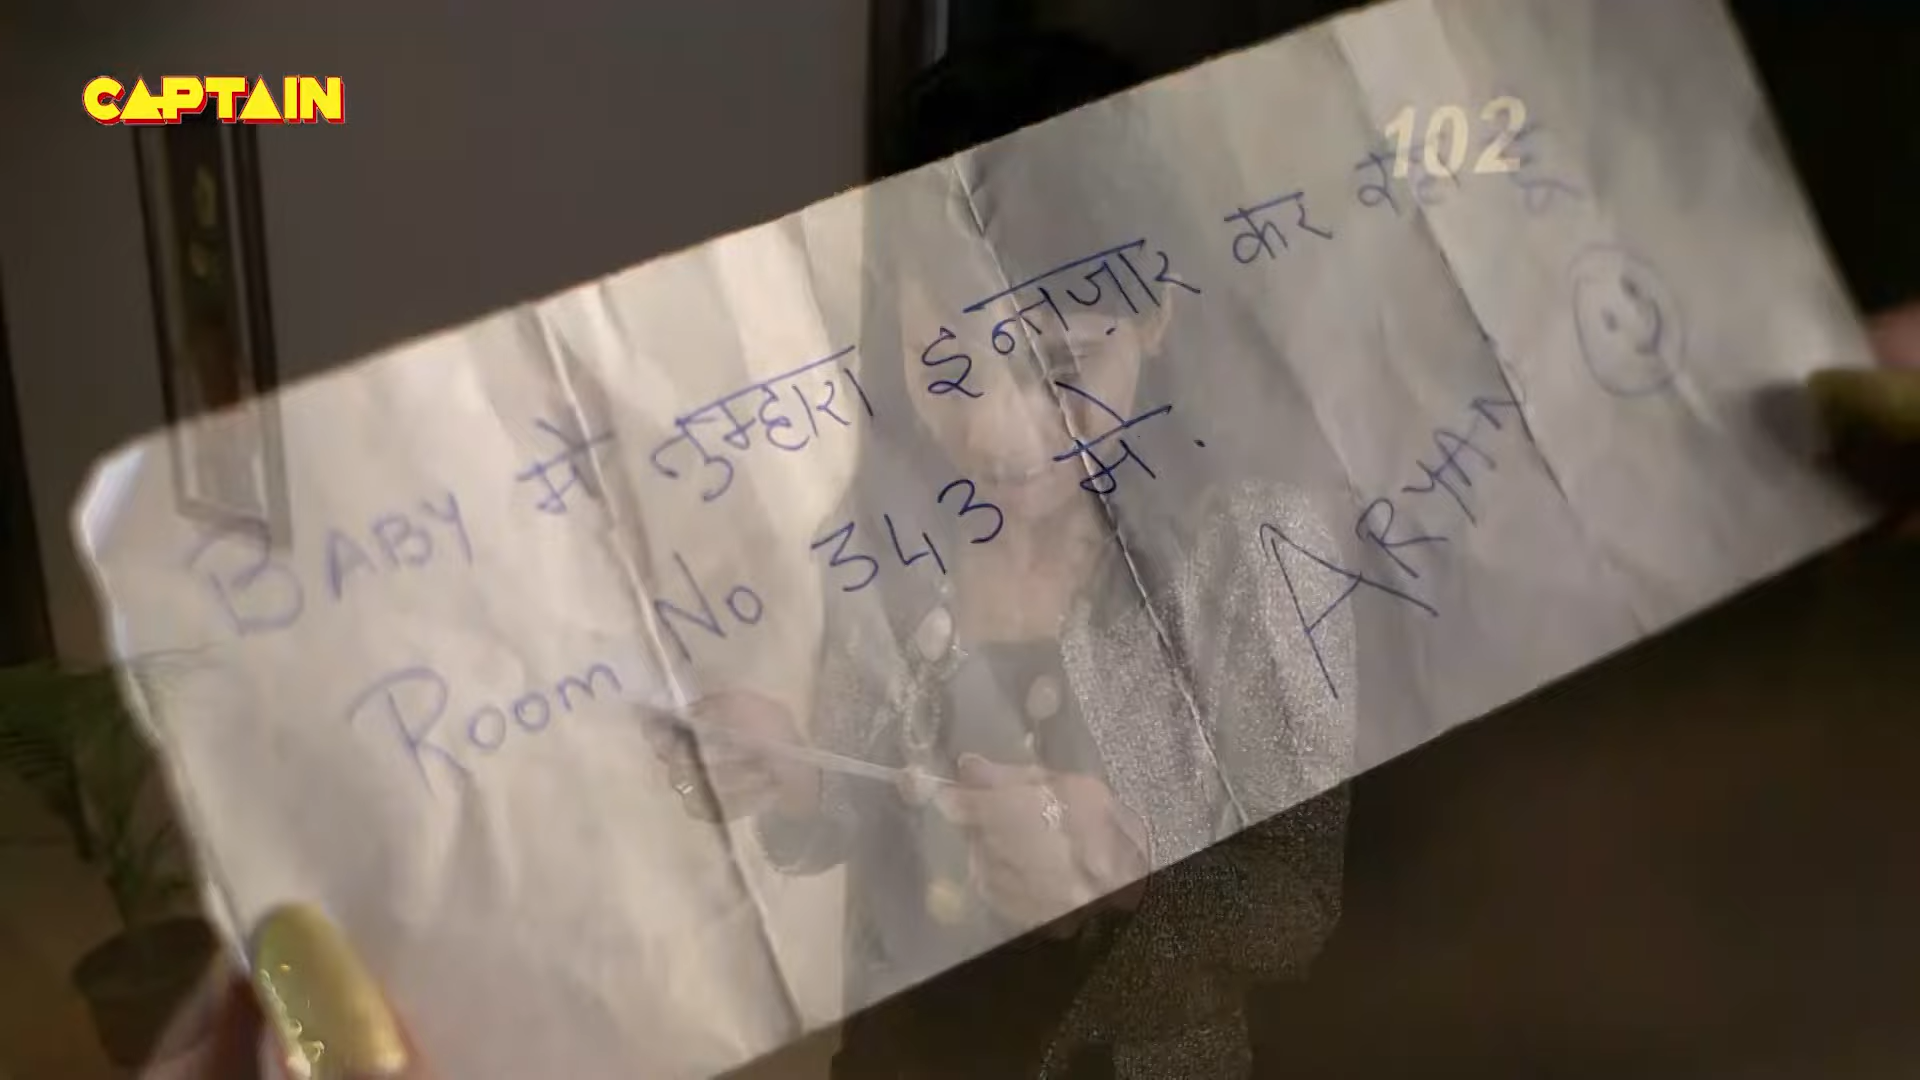 CAPTAIN
102
BABY में तुम्हारा इन्तज़ार कर रहा हूँ
ROOM NO 343 में.
ARYAN